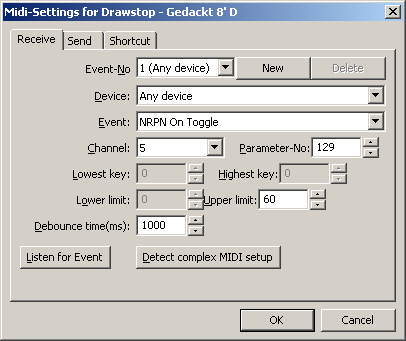 Midi-Settings for Drawstop - Gedackt 8' D
Receive Send Shortcut
Event-No 1 (Any device) New Delete
Device: Any device
Event: NRPN On Toggle
Channel: 5 Parameter-No: 129
Lowest key: 0 Highest key: 0
Lower limit: 0 Upper limit: 60
Debounce time(ms): 1000
Listen for Event Detect complex MIDI setup
OK Cancel